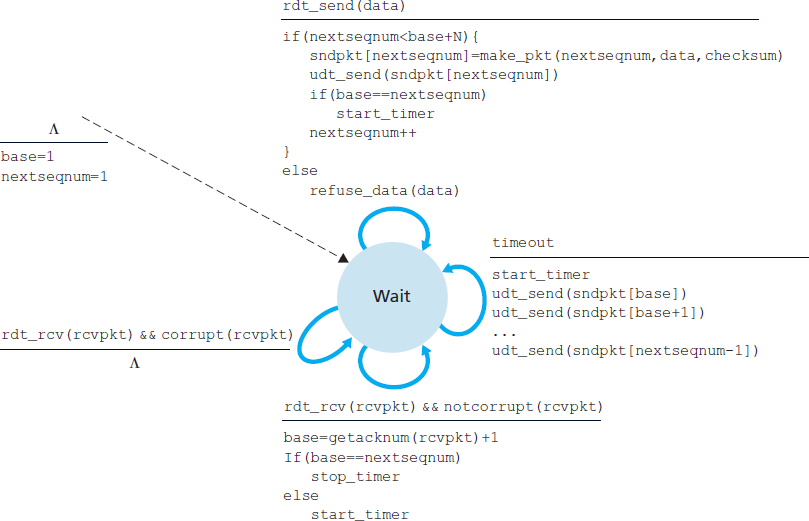 rdt_send(data)
if(nextseqnum<base+N){
sndpkt[nextseqnum]=make_pkt(nextseqnum,data,checksum)
udt_send(sndpkt[nextseqnum])
if(base==nextseqnum)
start_timer
nextseqnum++
}
else
refuse_data(data)
Λ
base=1
nextseqnum=1
Wait
timeout
start_timer
udt_send(sndpkt[base])
udt_send(sndpkt[base+1])
...
udt_send(sndpkt[nextseqnum-1])
rdt_rcv(rcvpkt) && corrupt(rcvpkt)
Λ
rdt_rcv(rcvpkt) && notcorrupt(rcvpkt)
base=getacknum(rcvpkt)+1
If(base==nextseqnum)
stop_timer
else
start_timer